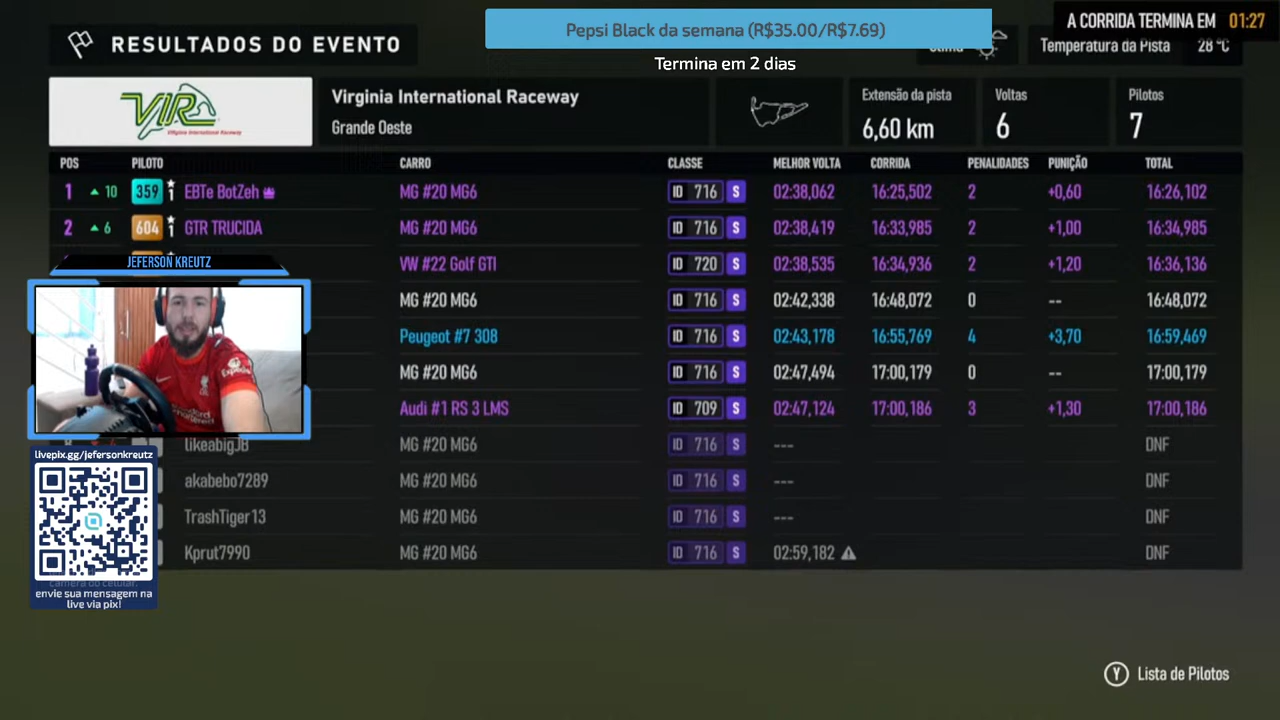 RESULTADOS DO EVENTO
Pepsi Black da semana (R$35.00/R$7.69)
Termina em 2 dias
A CORRIDA TERMINA EM 01:27
Clima
Temperatura da Pista 28 °C
VIR
Virginia International Raceway
Virginia International Raceway
Grande Oeste
Extensão da pista
6,60 km
Voltas
6
Pilotos
7
POS PILOTO CARRO CLASSE MELHOR VOLTA CORRIDA PENALIDADES PUNIÇÃO TOTAL
1 10 359 1 EBTe BotZeh MG #20 MG6 ID 716 S 02:38,062 16:25,502 2 +0,60 16:26,102
2 6 604 1 GTR TRUCIDA MG #20 MG6 ID 716 S 02:38,419 16:33,985 2 +1,00 16:34,985
VW #22 Golf GTI ID 720 S 02:38,535 16:34,936 2 +1,20 16:36,136
MG #20 MG6 ID 716 S 02:42,338 16:48,072 0 -- 16:48,072
Peugeot #7 308 ID 716 S 02:43,178 16:55,769 4 +3,70 16:59,469
MG #20 MG6 ID 716 S 02:47,494 17:00,179 0 -- 17:00,179
Audi #1 RS 3 LMS ID 709 S 02:47,124 17:00,186 3 +1,30 17:00,186
likeabigJB MG #20 MG6 ID 716 S --- DNF
akabebo7289 MG #20 MG6 ID 716 S --- DNF
TrashTiger13 MG #20 MG6 ID 716 S --- DNF
Kprut7990 MG #20 MG6 ID 716 S 02:59,182 DNF
JEFERSON KREUTZ
livepix.gg/jefersonkreutz
câmera do celular.
envie sua mensagem na
live via pix!
Y Lista de Pilotos